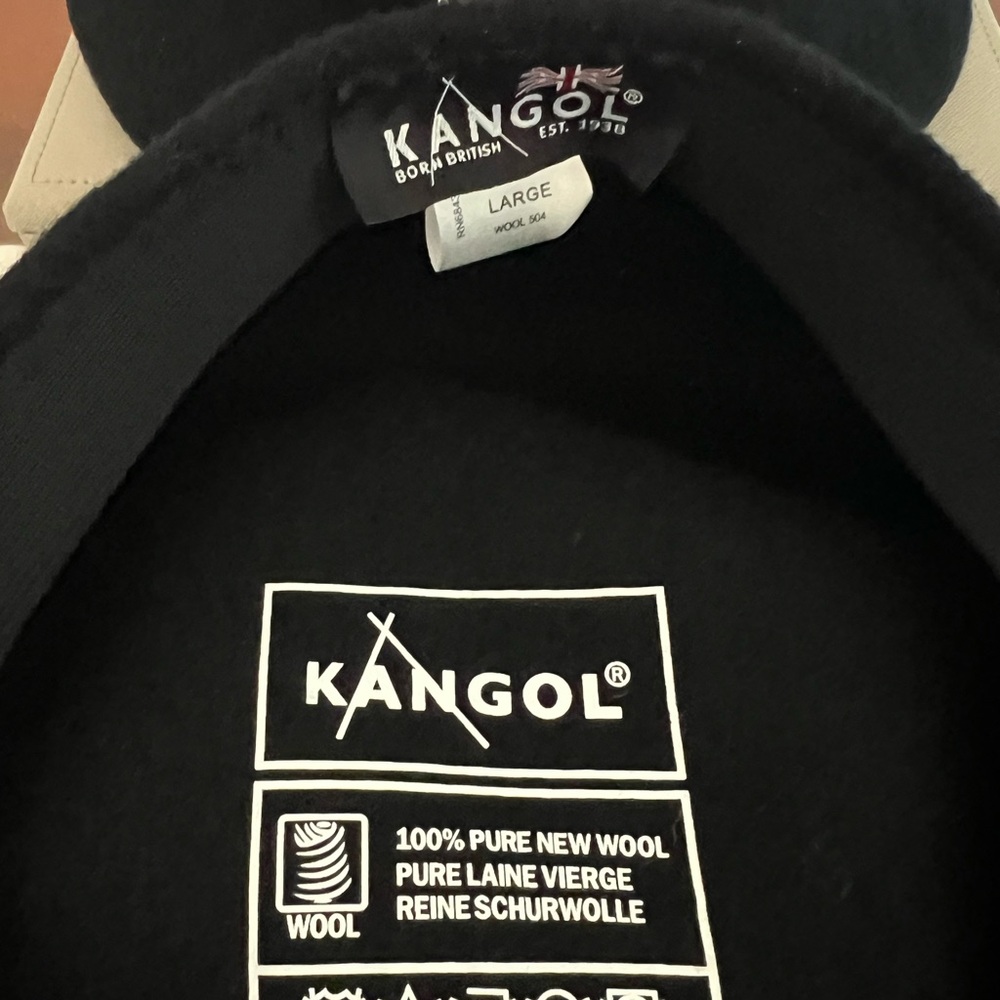 KANGOL®
BORN BRITISH EST. 1938
LARGE
WOOL 504
KANGOL®
100% PURE NEW WOOL
PURE LAINE VIERGE
REINE SCHURWOLLE
WOOL